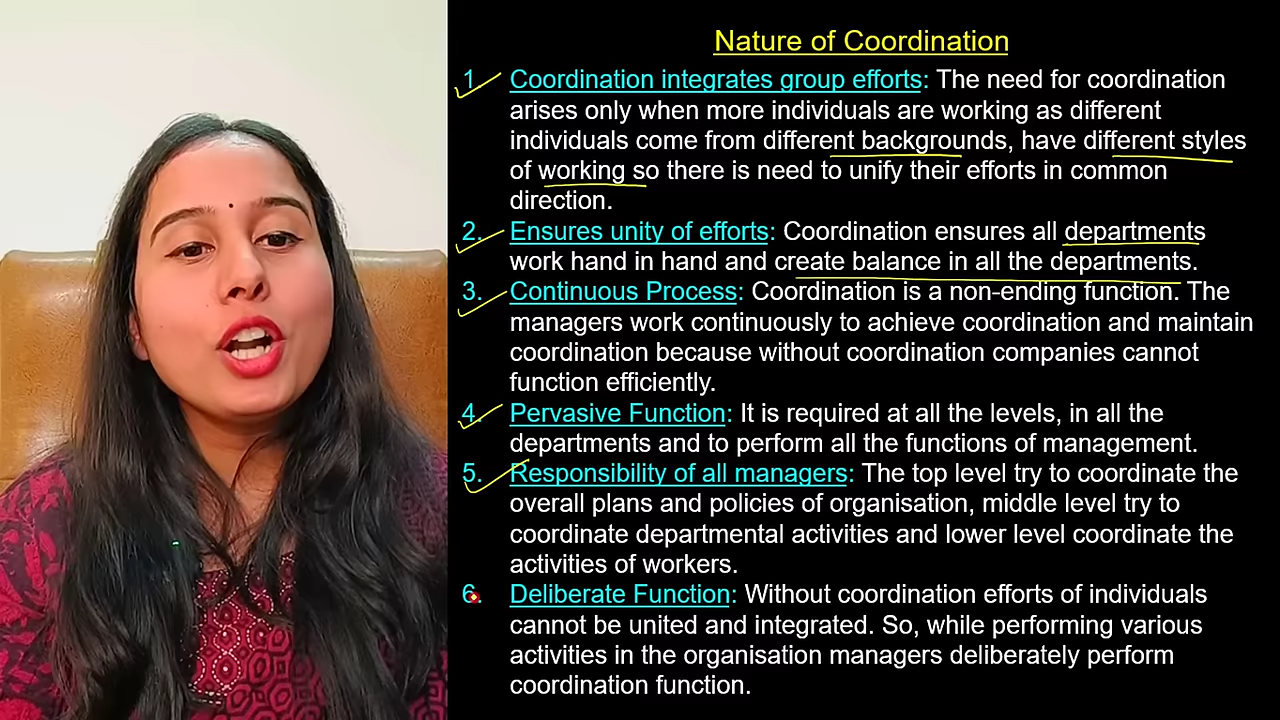 Nature of Coordination
1. Coordination integrates group efforts: The need for coordination
arises only when more individuals are working as different
individuals come from different backgrounds, have different styles
of working so there is need to unify their efforts in common
direction.
2. Ensures unity of efforts: Coordination ensures all departments
work hand in hand and create balance in all the departments.
3. Continuous Process: Coordination is a non-ending function. The
managers work continuously to achieve coordination and maintain
coordination because without coordination companies cannot
function efficiently.
4. Pervasive Function: It is required at all the levels, in all the
departments and to perform all the functions of management.
5. Responsibility of all managers: The top level try to coordinate the
overall plans and policies of organisation, middle level try to
coordinate departmental activities and lower level coordinate the
activities of workers.
6. Deliberate Function: Without coordination efforts of individuals
cannot be united and integrated. So, while performing various
activities in the organisation managers deliberately perform
coordination function.